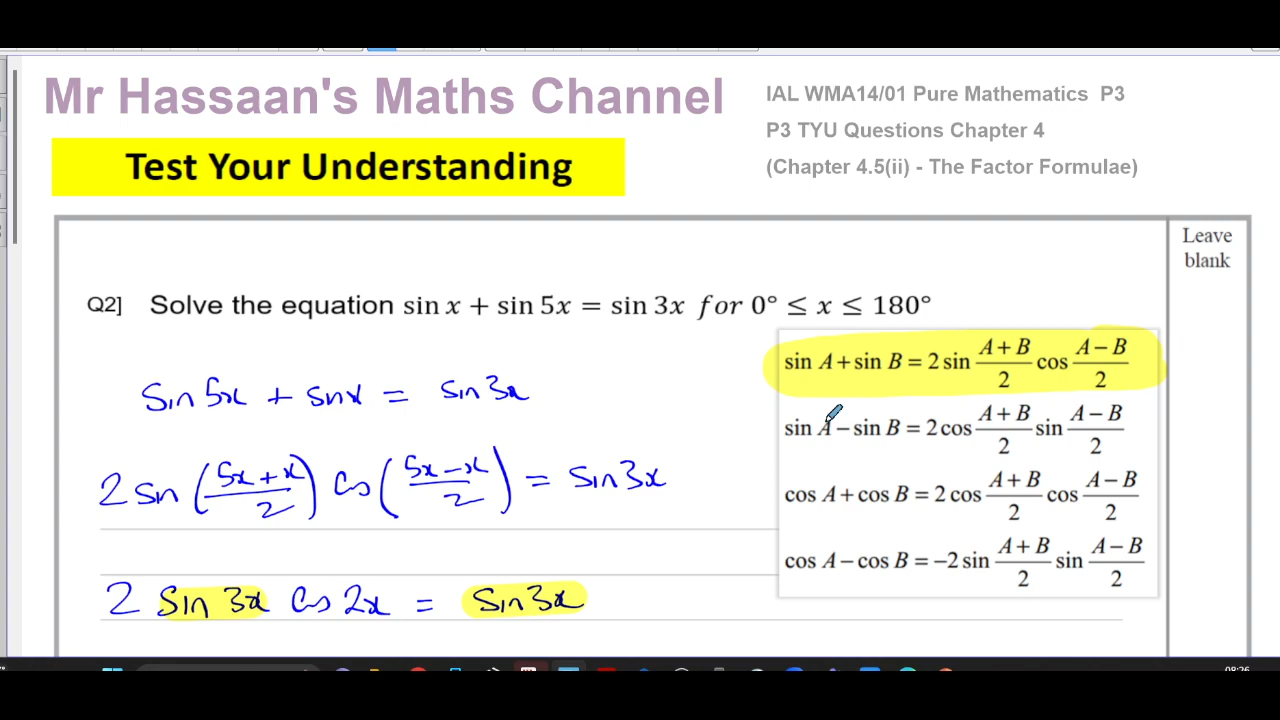 Mr Hassaan's Maths Channel
IAL WMA14/01 Pure Mathematics P3
P3 TYU Questions Chapter 4
(Chapter 4.5(ii) - The Factor Formulae)
Test Your Understanding
Leave
blank
Q2] Solve the equation sin x + sin 5x = sin 3x for 0° ≤ x ≤ 180°
sin 5x + sin x = sin 3x
2 sin ((5x + x)/2) cos ((5x − x)/2) = sin 3x
2 sin 3x cos 2x = sin 3x
sin A + sin B = 2 sin (A + B)/2 cos (A − B)/2
sin A − sin B = 2 cos (A + B)/2 sin (A − B)/2
cos A + cos B = 2 cos (A + B)/2 cos (A − B)/2
cos A − cos B = −2 sin (A + B)/2 sin (A − B)/2
08:26